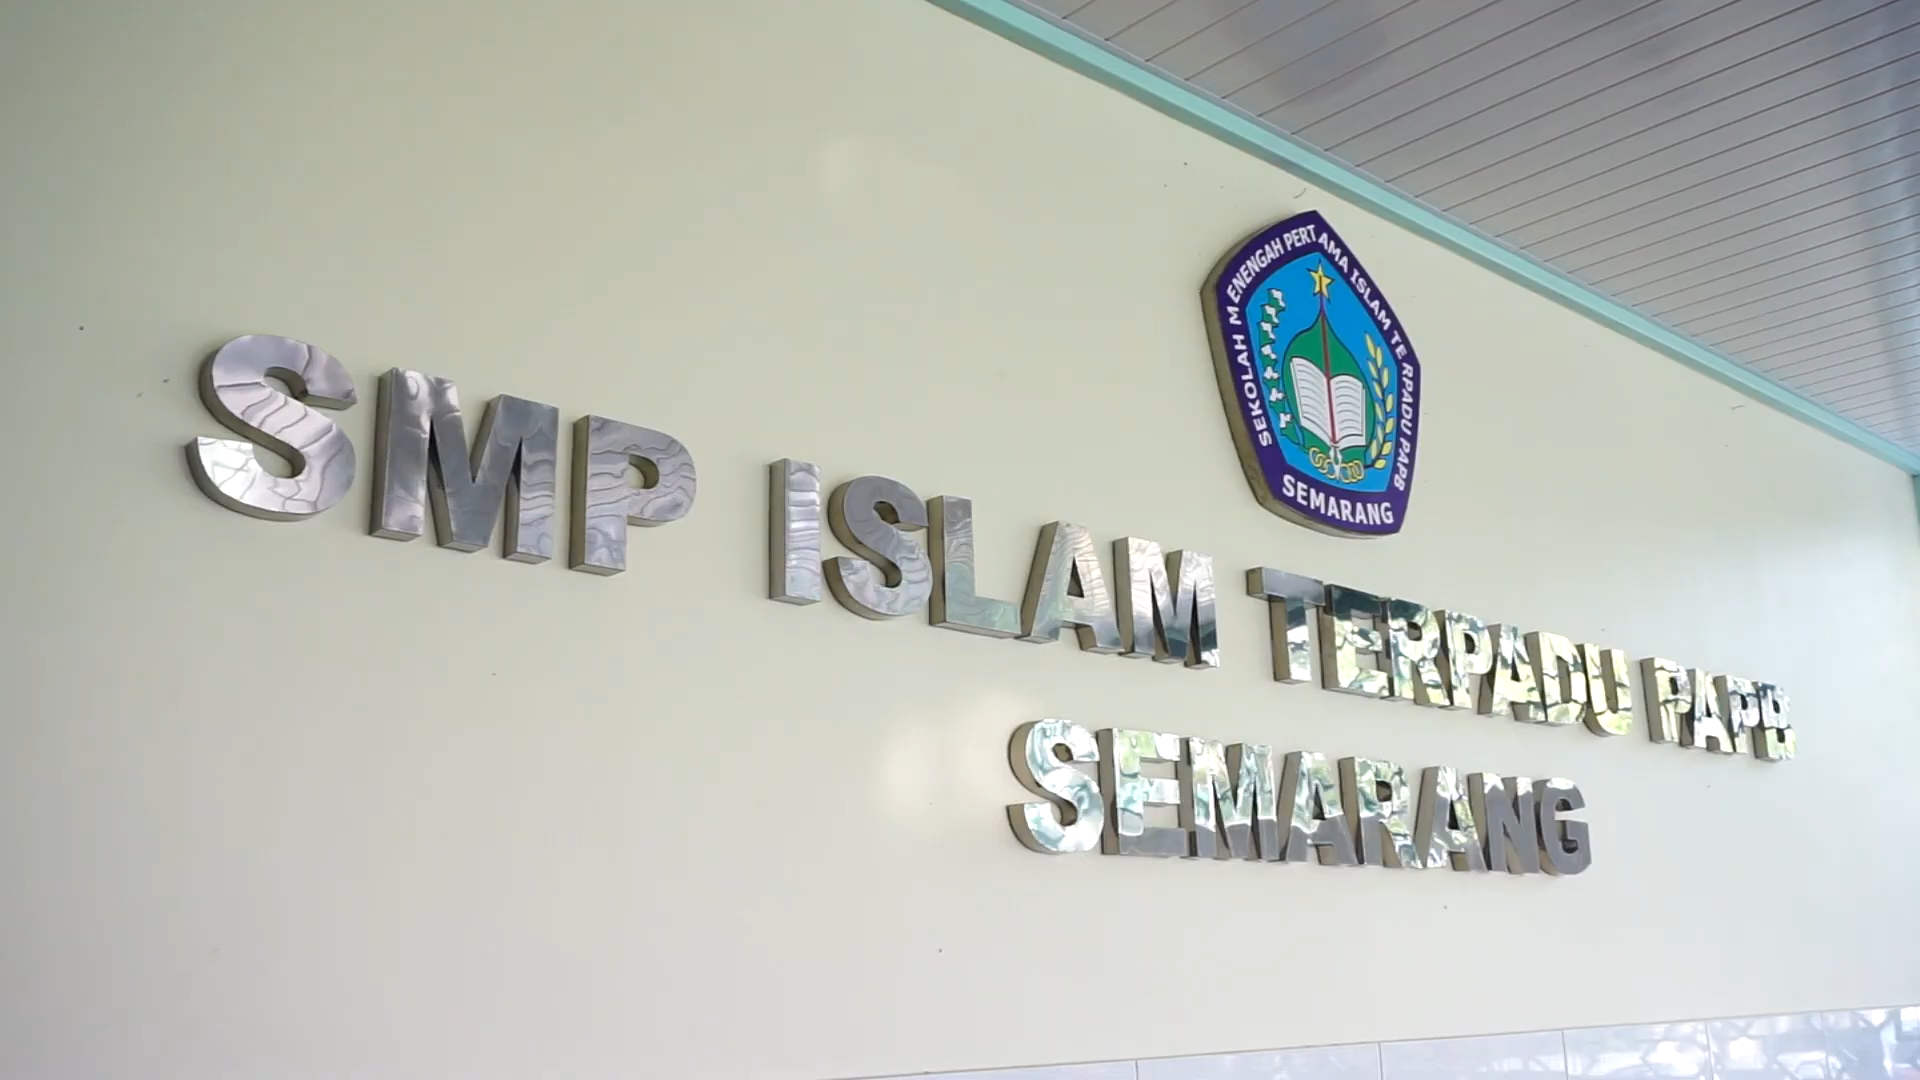 SEKOLAH MENENGAH PERTAMA ISLAM TERPADU PAPB
SEMARANG
SMP ISLAM TERPADU PAPB
SEMARANG